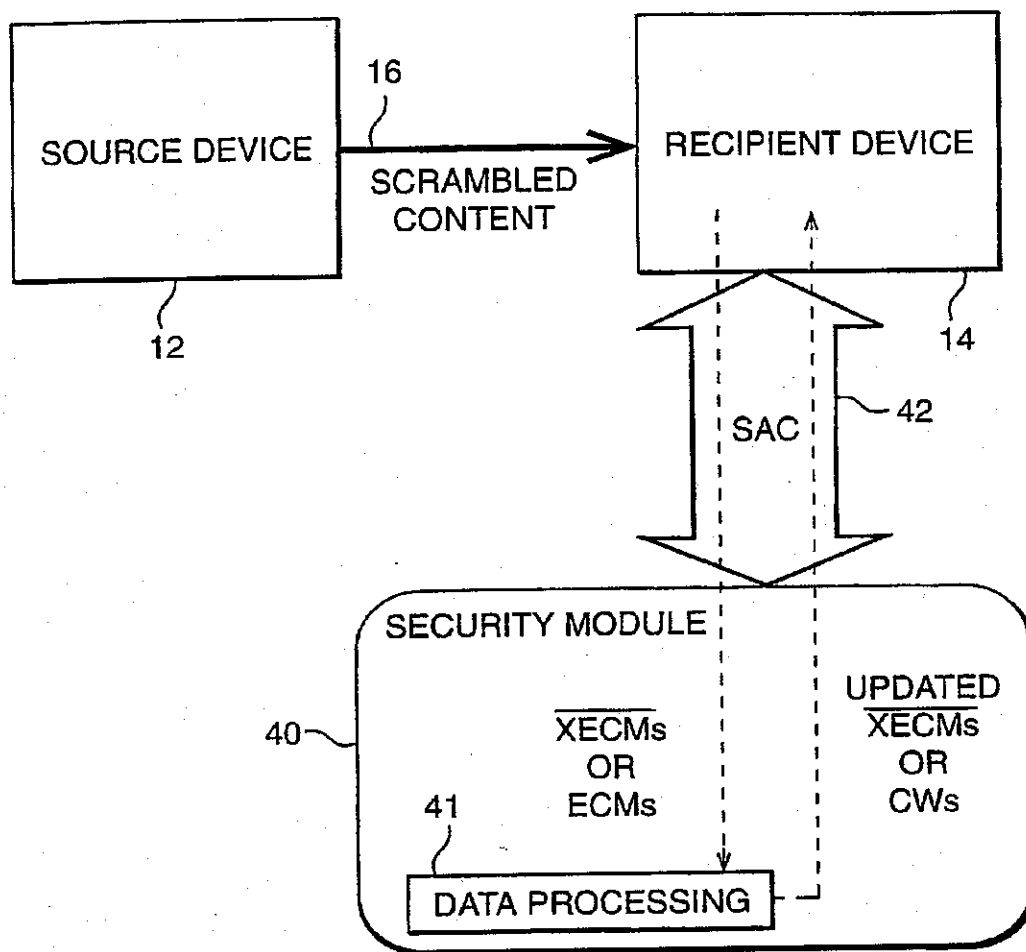 SOURCE DEVICE
12
16
SCRAMBLED
CONTENT
RECIPIENT DEVICE
14
SAC
42
SECURITY MODULE
40
XECMs
OR
ECMs
UPDATED
XECMs
OR
CWs
41
DATA PROCESSING